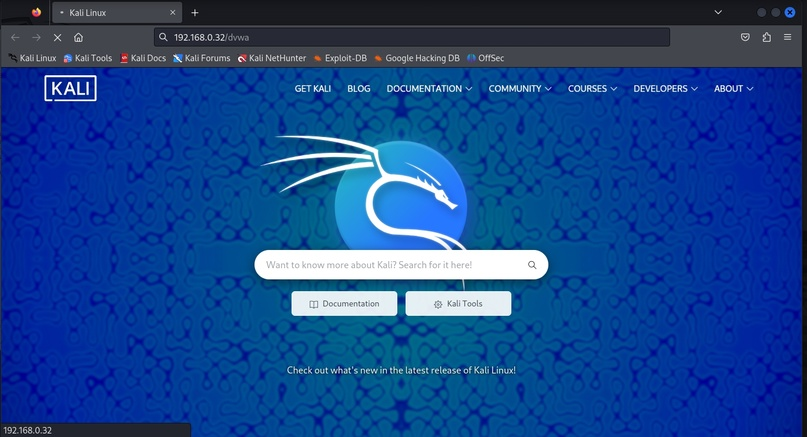 Kali Linux
192.168.0.32/dvwa
Kali Linux Kali Tools Kali Docs Kali Forums Kali NetHunter Exploit-DB Google Hacking DB OffSec
KALI GET KALI BLOG DOCUMENTATION COMMUNITY COURSES DEVELOPERS ABOUT
Want to know more about Kali? Search for it here!
Documentation Kali Tools
Check out what's new in the latest release of Kali Linux!
192.168.0.32